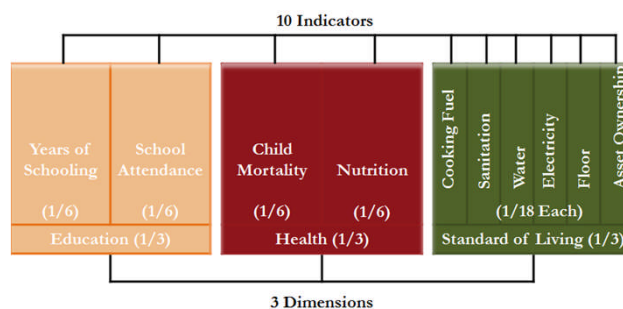 10 Indicators
Years of
Schooling
(1/6)
School
Attendance
(1/6)
Child
Mortality
(1/6)
Nutrition
(1/6)
Cooking Fuel
Sanitation
Water
Electricity
Floor
Asset Ownership
(1/18 Each)
Education (1/3)
Health (1/3)
Standard of Living (1/3)
3 Dimensions